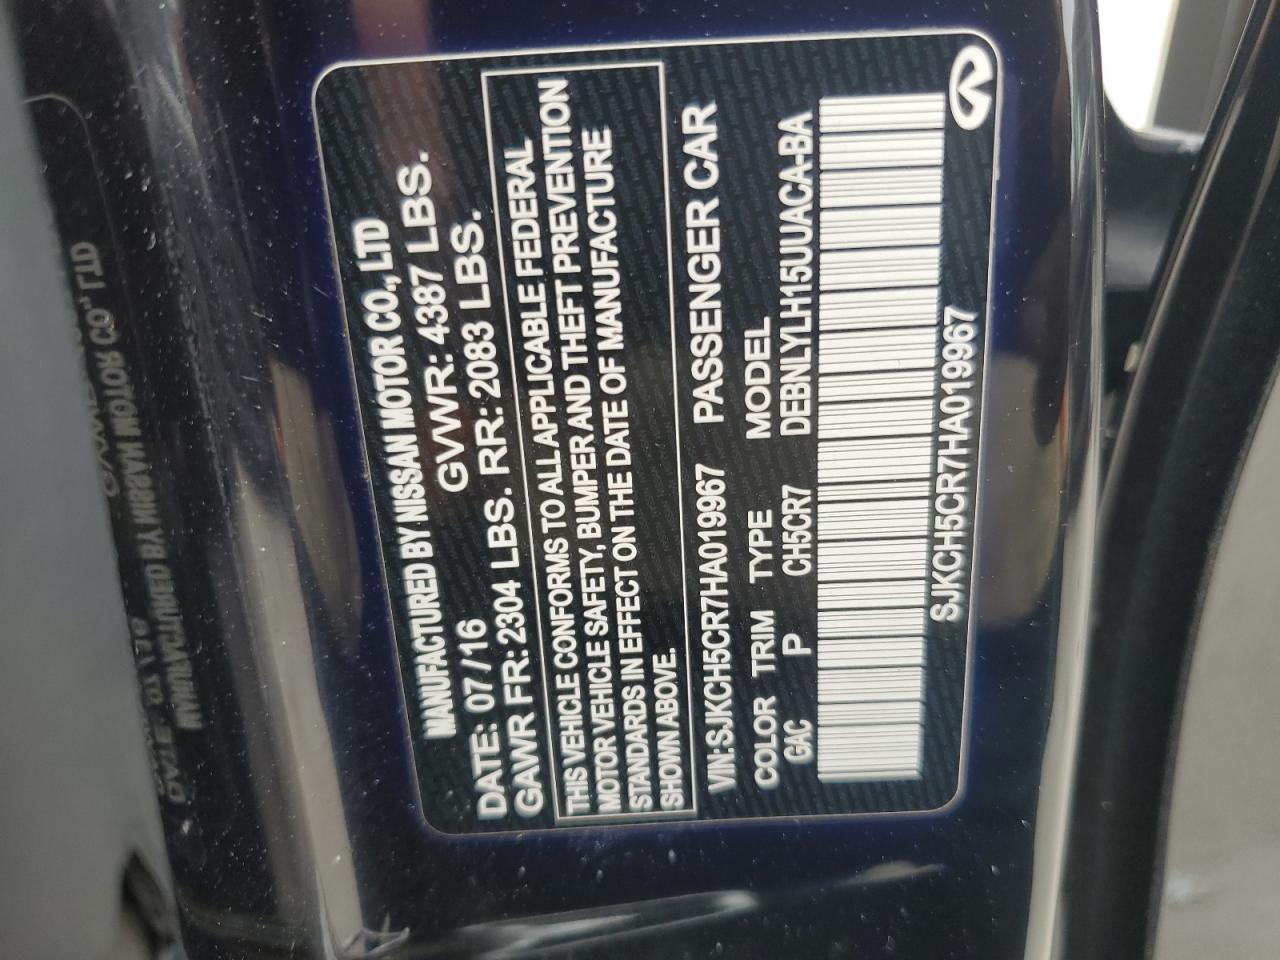 MANUFACTURED BY NISSAN MOTOR CO., LTD
DATE: 07/16 GVWR: 4387 LBS.
GAWR FR: 2304 LBS. RR: 2083 LBS.
THIS VEHICLE CONFORMS TO ALL APPLICABLE FEDERAL
MOTOR VEHICLE SAFETY, BUMPER AND THEFT PREVENTION
STANDARDS IN EFFECT ON THE DATE OF MANUFACTURE
SHOWN ABOVE.
VIN: SJKCH5CR7HA019967 PASSENGER CAR
COLOR TRIM TYPE MODEL
GAC P CH5CR7 DEBNLYLH15UUACA-BA
SJKCH5CR7HA019967